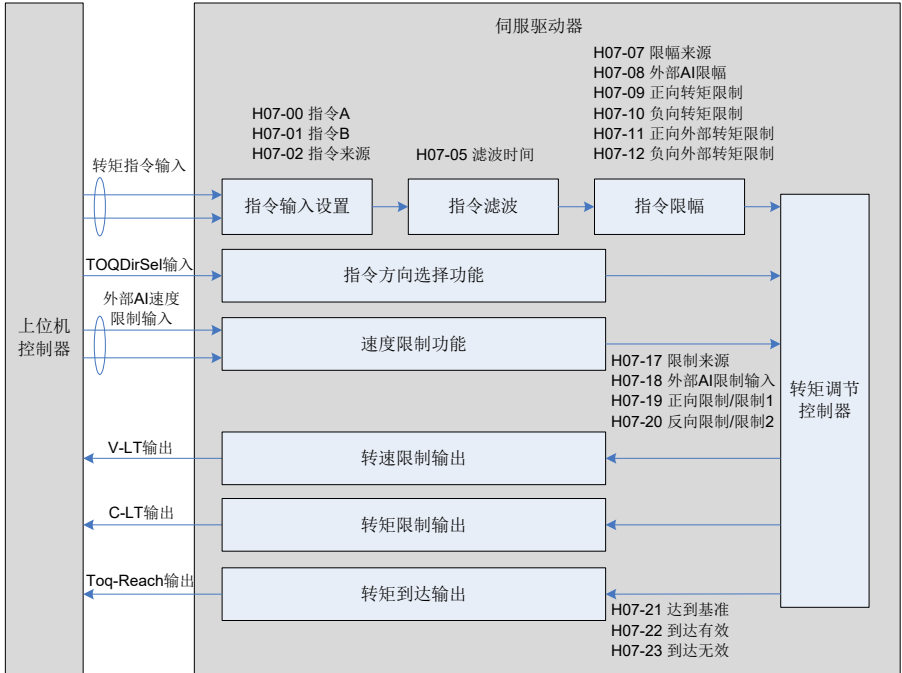 伺服驱动器
H07-07 限幅来源
H07-08 外部AI限幅
H07-09 正向转矩限制
H07-10 负向转矩限制
H07-11 正向外部转矩限制
H07-12 负向外部转矩限制
H07-00 指令A
H07-01 指令B
H07-02 指令来源
H07-05 滤波时间
转矩指令输入
指令输入设置
指令滤波
指令限幅
TOQDirSel输入
指令方向选择功能
外部AI速度
限制输入
速度限制功能
上位机
控制器
H07-17 限制来源
H07-18 外部AI限制输入
H07-19 正向限制/限制1
H07-20 反向限制/限制2
转矩调节
控制器
V-LT输出
转速限制输出
C-LT输出
转矩限制输出
Toq-Reach输出
转矩到达输出
H07-21 达到基准
H07-22 到达有效
H07-23 到达无效